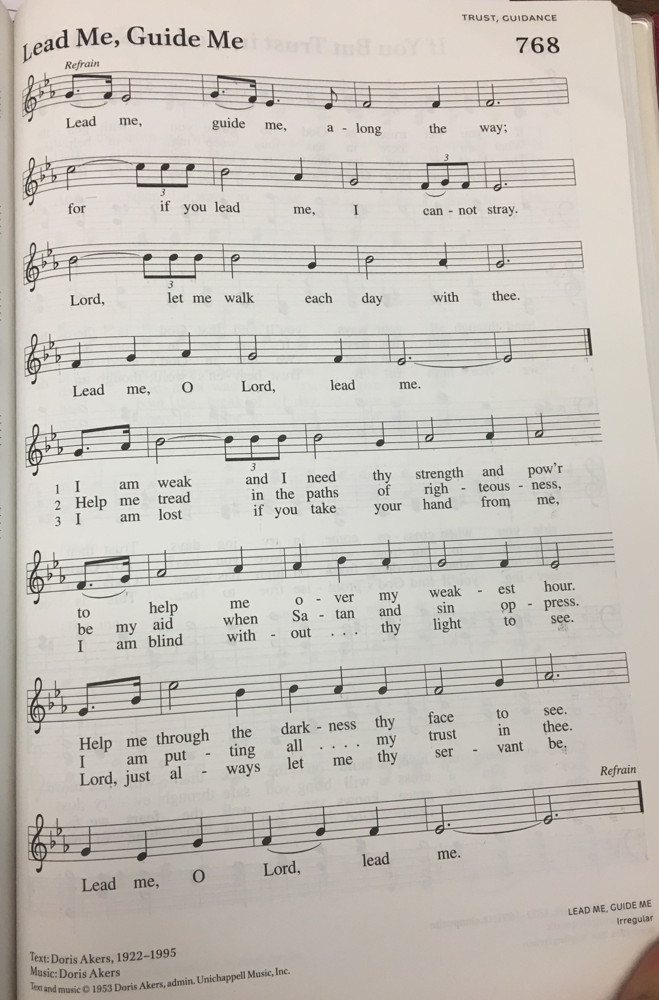 TRUST, GUIDANCE
Lead Me, Guide Me
768
Refrain
Lead me, guide me, a - long the way;
3
3
for if you lead me, I can - not stray.
3
Lord, let me walk each day with thee.
Lead me, O Lord, lead me.
3
1 I am weak and I need thy strength and pow'r
2 Help me tread in the paths of righ - teous - ness,
3 I am lost if you take your hand from me,
to help me o - ver my weak - est hour.
be my aid when Sa - tan and sin op - press.
I am blind with - out . . . thy light to see.
Help me through the dark - ness thy face to see.
I am put - ting all . . . . my trust in thee.
Lord, just al - ways let me thy ser - vant be.
Refrain
Lead me, O Lord, lead me.
LEAD ME, GUIDE ME
Irregular
Text: Doris Akers, 1922–1995
Music: Doris Akers
Text and music © 1953 Doris Akers, admin. Unichappell Music, Inc.